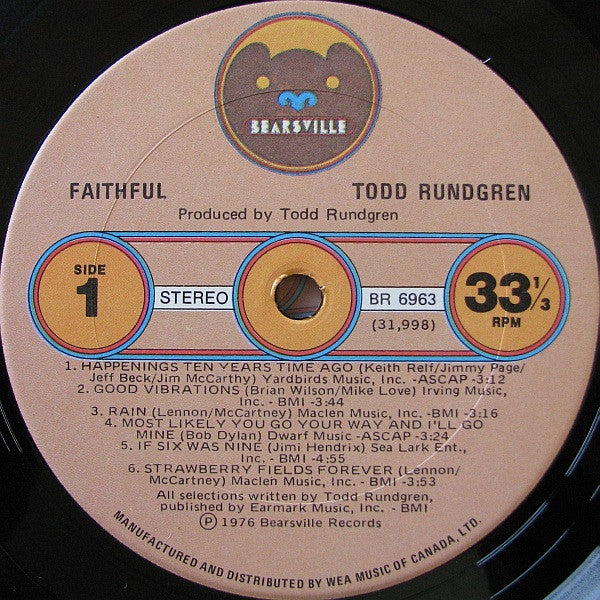 BEARSVILLE
FAITHFUL TODD RUNDGREN
Produced by Todd Rundgren
SIDE
1
STEREO
BR 6963
(31,998)
33 1/3
RPM
1. HAPPENINGS TEN YEARS TIME AGO (Keith Relf/Jimmy Page/
Jeff Beck/Jim McCarthy) Yardbirds Music, Inc. -ASCAP -3:12
2. GOOD VIBRATIONS (Brian Wilson/Mike Love) Irving Music,
Inc. - BMI -3:44
3. RAIN (Lennon/McCartney) Maclen Music, Inc. -BMI -3:16
4. MOST LIKELY YOU GO YOUR WAY AND I'LL GO
MINE (Bob Dylan) Dwarf Music -ASCAP -3:24
5. IF SIX WAS NINE (Jimi Hendrix) Sea Lark Ent.,
Inc. - BMI -4:55
6. STRAWBERRY FIELDS FOREVER (Lennon/
McCartney) Maclen Music, Inc. - BMI -3:53
All selections written by Todd Rundgren,
published by Earmark Music, Inc. - BMI
Ⓟ 1976 Bearsville Records
MANUFACTURED AND DISTRIBUTED BY WEA MUSIC OF CANADA, LTD.